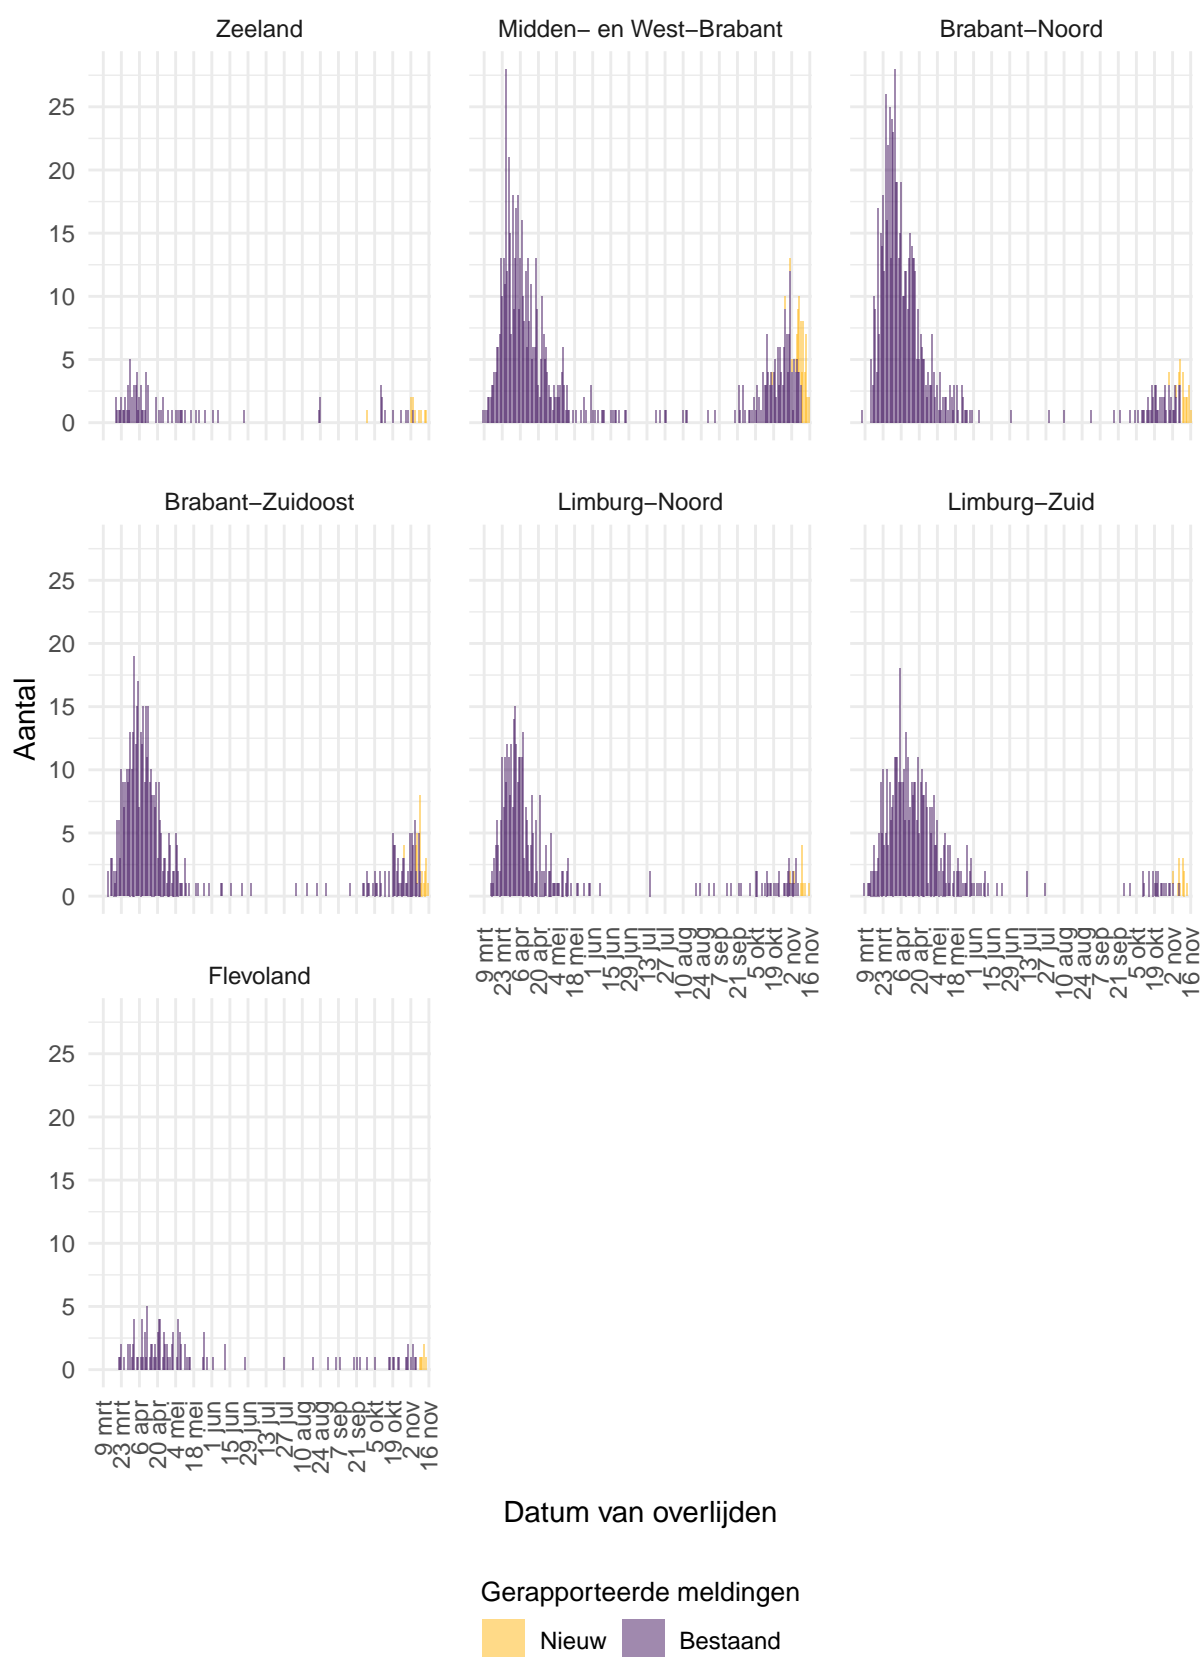 Zeeland
Midden− en West−Brabant
Brabant−Noord
25
20
15
10
5
0
Brabant−Zuidoost
Limburg−Noord
Limburg−Zuid
25
20
15
10
5
0
9 mrt
23 mrt
6 apr
20 apr
4 mei
18 mei
1 jun
15 jun
29 jun
13 jul
27 jul
10 aug
24 aug
7 sep
21 sep
5 okt
19 okt
2 nov
16 nov
9 mrt
23 mrt
6 apr
20 apr
4 mei
18 mei
1 jun
15 jun
29 jun
13 jul
27 jul
10 aug
24 aug
7 sep
21 sep
5 okt
19 okt
2 nov
16 nov
Aantal
Flevoland
25
20
15
10
5
0
9 mrt
23 mrt
6 apr
20 apr
4 mei
18 mei
1 jun
15 jun
29 jun
13 jul
27 jul
10 aug
24 aug
7 sep
21 sep
5 okt
19 okt
2 nov
16 nov
Datum van overlijden
Gerapporteerde meldingen
Nieuw
Bestaand